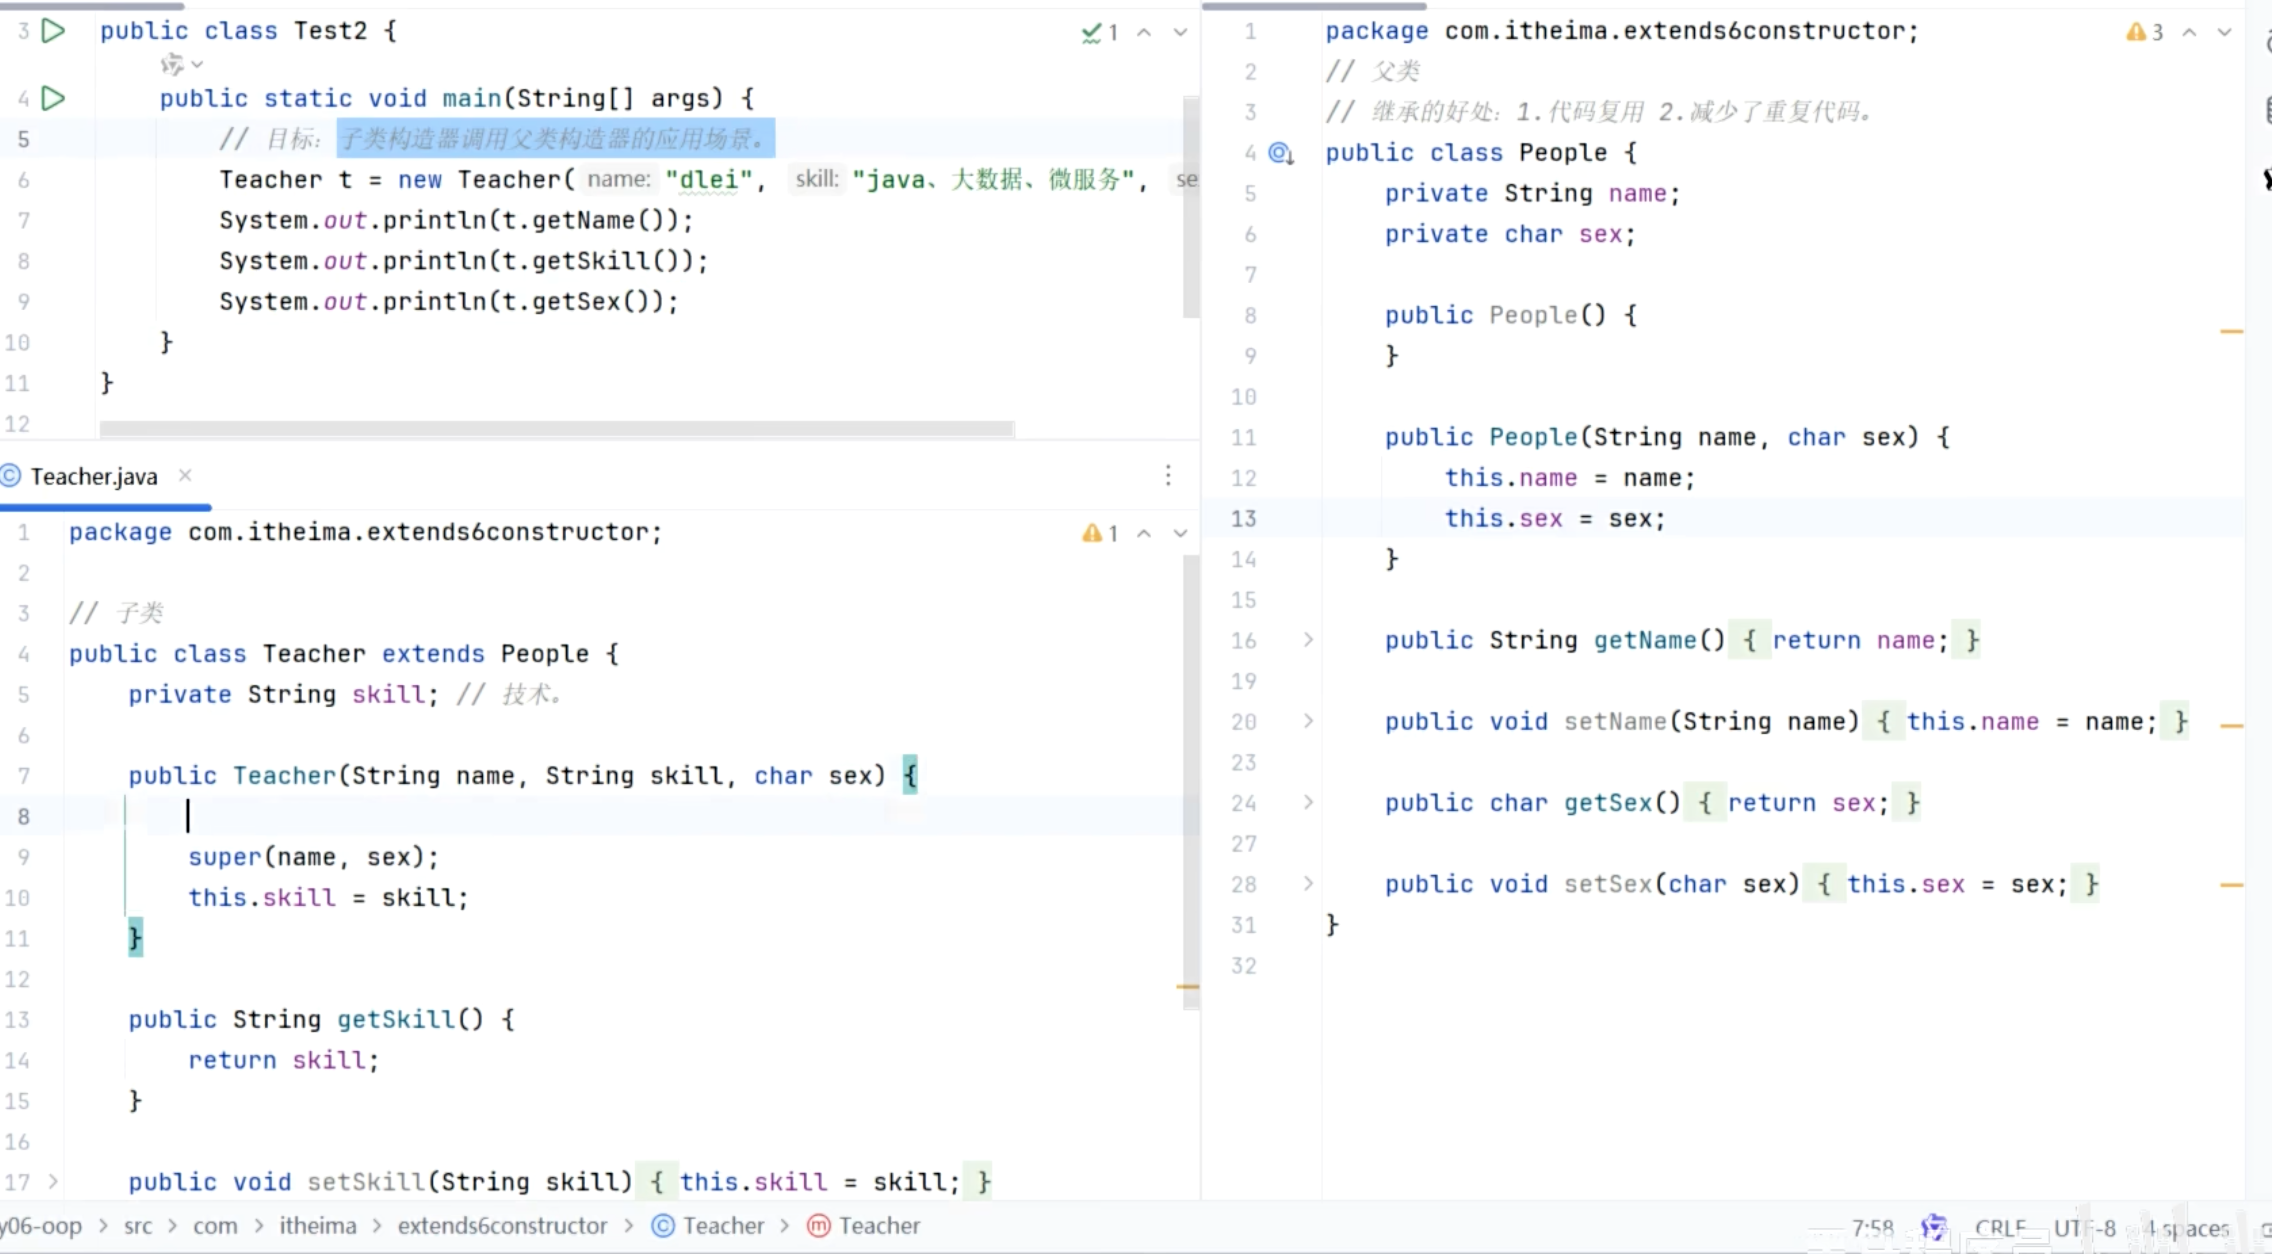 3 public class Test2 {
4 public static void main(String[] args) {
5 // 目标：子类构造器调用父类构造器的应用场景。
6 Teacher t = new Teacher( name: "dlei", skill: "java、大数据、微服务", se
7 System.out.println(t.getName());
8 System.out.println(t.getSkill());
9 System.out.println(t.getSex());
10 }
11 }
12
1
Teacher.java
1 package com.itheima.extends6constructor;
1
2
3 // 子类
4 public class Teacher extends People {
5 private String skill; // 技术。
6
7 public Teacher(String name, String skill, char sex) {
8
9 super(name, sex);
10 this.skill = skill;
11 }
12
13 public String getSkill() {
14 return skill;
15 }
16
17 public void setSkill(String skill) { this.skill = skill; }
1 package com.itheima.extends6constructor;
3
2 // 父类
3 // 继承的好处：1.代码复用 2.减少了重复代码。
4 public class People {
5 private String name;
6 private char sex;
7
8 public People() {
9 }
10
11 public People(String name, char sex) {
12 this.name = name;
13 this.sex = sex;
14 }
15
16 public String getName() { return name; }
19
20 public void setName(String name) { this.name = name; }
23
24 public char getSex() { return sex; }
27
28 public void setSex(char sex) { this.sex = sex; }
31 }
32
y06-oop > src > com > itheima > extends6constructor > Teacher > Teacher
7:58 CRLF UTF-8 4 spaces